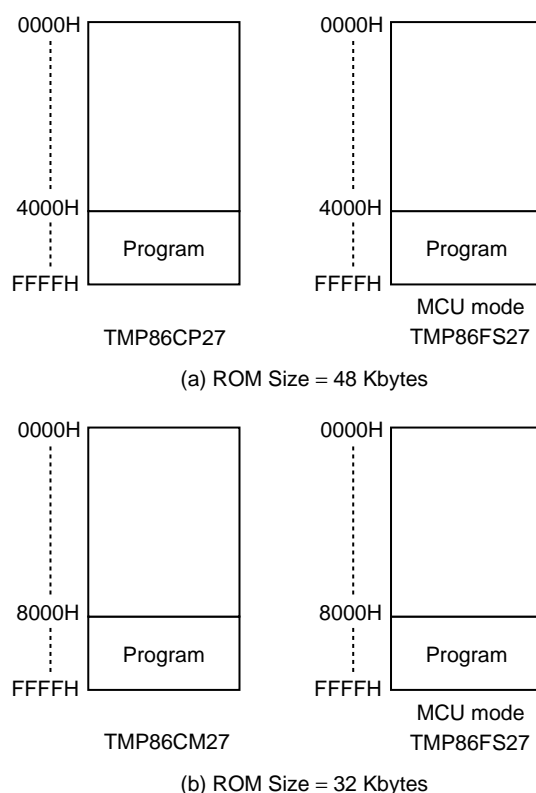 0000H
4000H
Program
FFFFH
TMP86CP27
0000H
4000H
Program
FFFFH
MCU mode
TMP86FS27
(a) ROM Size = 48 Kbytes
0000H
8000H
Program
FFFFH
TMP86CM27
0000H
8000H
Program
FFFFH
MCU mode
TMP86FS27
(b) ROM Size = 32 Kbytes